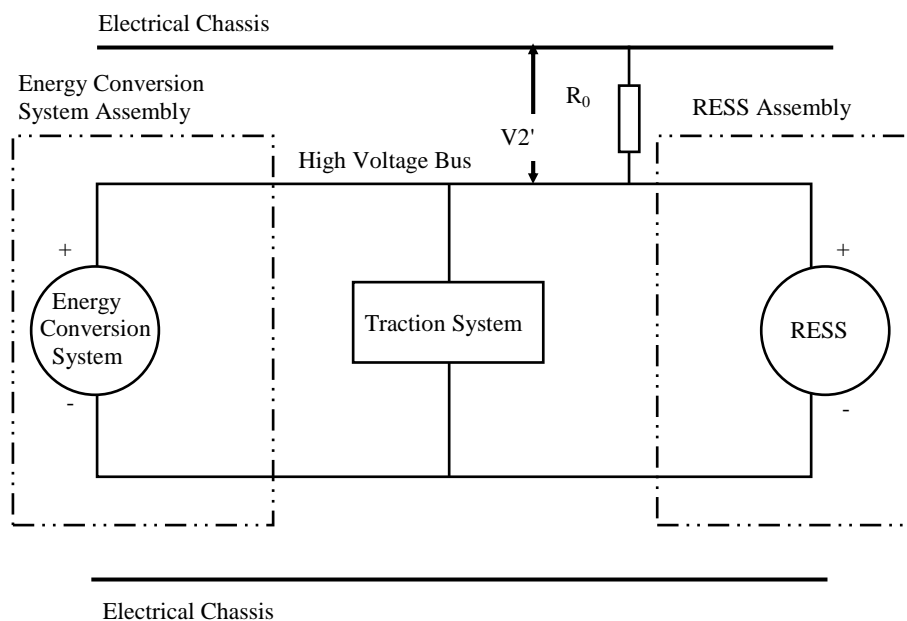 Electrical Chassis
Energy Conversion
System Assembly
R₀
RESS Assembly
V2'
High Voltage Bus
+
+
Energy
Conversion
System
Traction System
RESS
-
-
Electrical Chassis